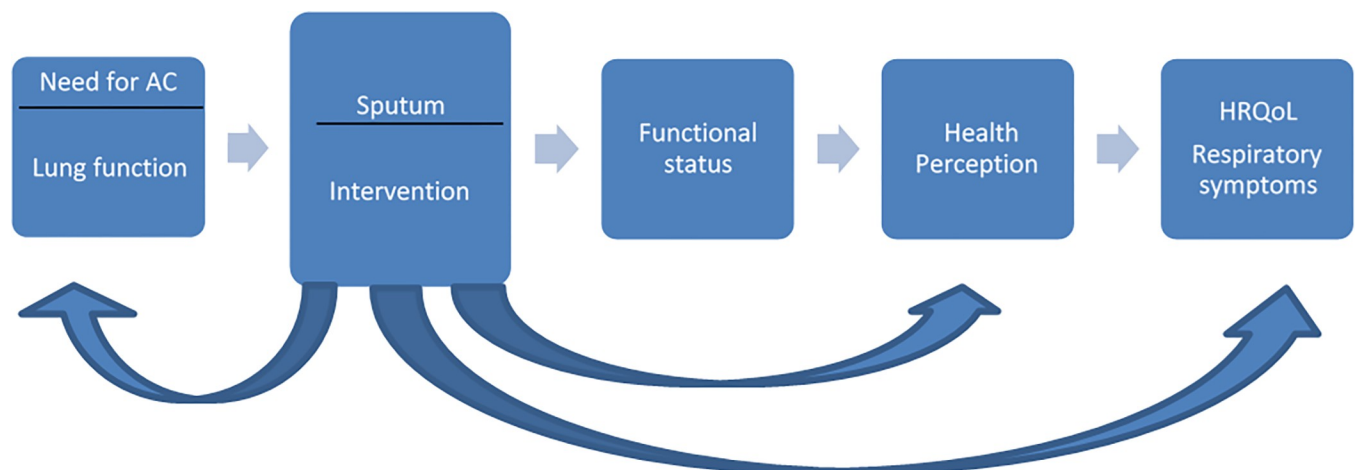 Need for AC
Lung function
Sputum
Intervention
Functional
status
Health
Perception
HRQoL
Respiratory
symptoms